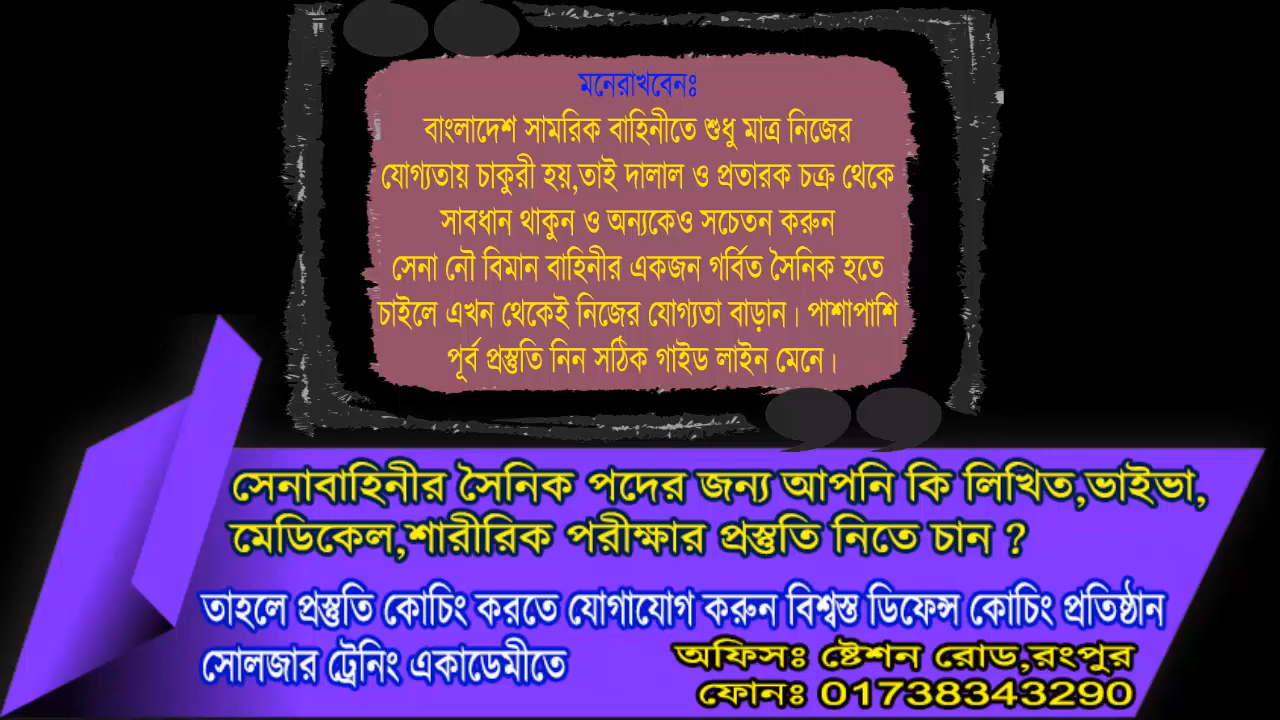 মনেরাখবেনঃ
বাংলাদেশ সামরিক বাহিনীতে শুধু মাত্র নিজের
যোগ্যতায় চাকুরী হয়,তাই দালাল ও প্রতারক চক্র থেকে
সাবধান থাকুন ও অন্যকেও সচেতন করুন
সেনা নৌ বিমান বাহিনীর একজন গর্বিত সৈনিক হতে
চাইলে এখন থেকেই নিজের যোগ্যতা বাড়ান। পাশাপাশি
পূর্ব প্রস্তুতি নিন সঠিক গাইড লাইন মেনে।
সেনাবাহিনীর সৈনিক পদের জন্য আপনি কি লিখিত,ভাইভা,
মেডিকেল,শারীরিক পরীক্ষার প্রস্তুতি নিতে চান ?
তাহলে প্রস্তুতি কোচিং করতে যোগাযোগ করুন বিশ্বস্ত ডিফেন্স কোচিং প্রতিষ্ঠান
সোলজার ট্রেনিং একাডেমীতে
অফিসঃ ষ্টেশন রোড,রংপুর
ফোনঃ 01738343290